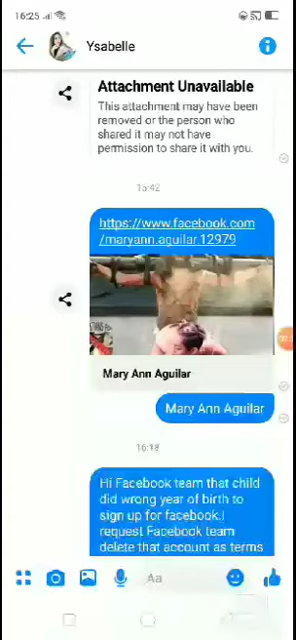 16:25
Ysabelle
Attachment Unavailable
This attachment may have been
removed or the person who
shared it may not have
permission to share it with you.
15:42
https://www.facebook.com
/maryann.aguilar.12979
Mary Ann Aguilar
Mary Ann Aguilar
16:18
Hi Facebook team that child
did wrong year of birth to
sign up for facebook.I
request Facebook team
delete that account as terms
Aa